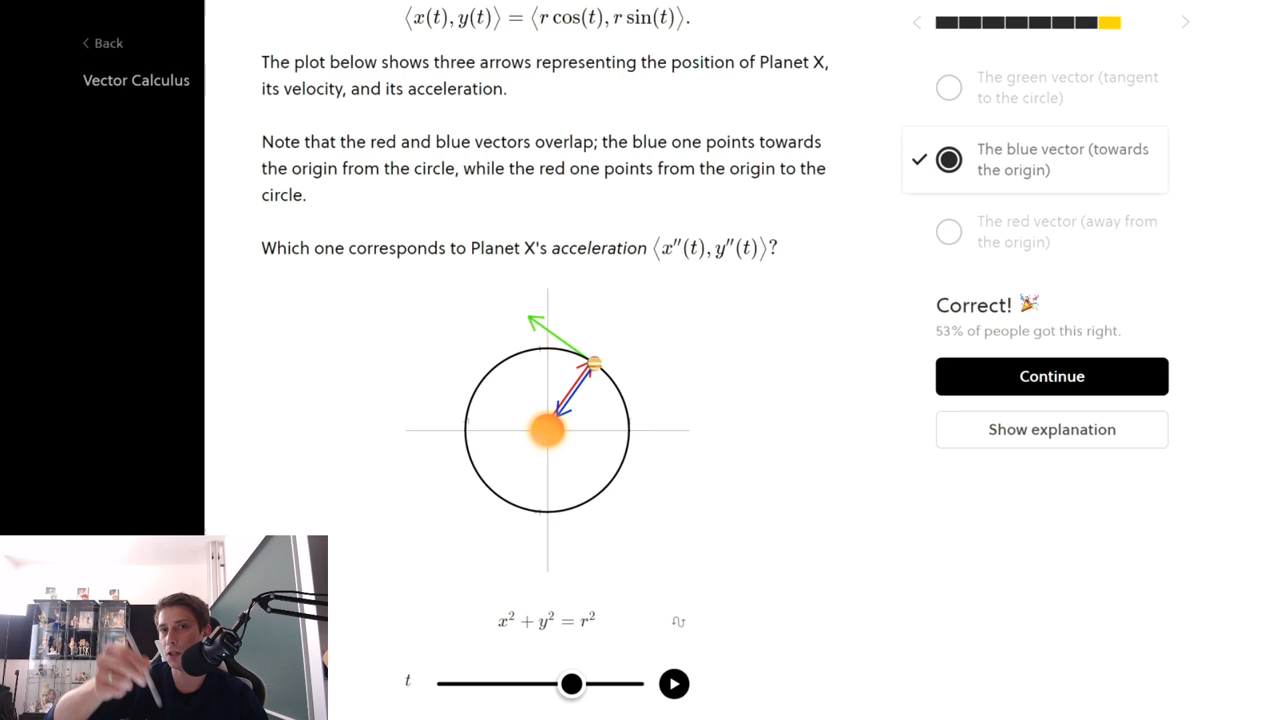 Back
Vector Calculus
⟨x(t), y(t)⟩ = ⟨r cos(t), r sin(t)⟩.
The plot below shows three arrows representing the position of Planet X,
its velocity, and its acceleration.
Note that the red and blue vectors overlap; the blue one points towards
the origin from the circle, while the red one points from the origin to the
circle.
Which one corresponds to Planet X's acceleration ⟨x″(t), y″(t)⟩?
x² + y² = r²
t
The green vector (tangent
to the circle)
The blue vector (towards
the origin)
The red vector (away from
the origin)
Correct! 🎉
53% of people got this right.
Continue
Show explanation